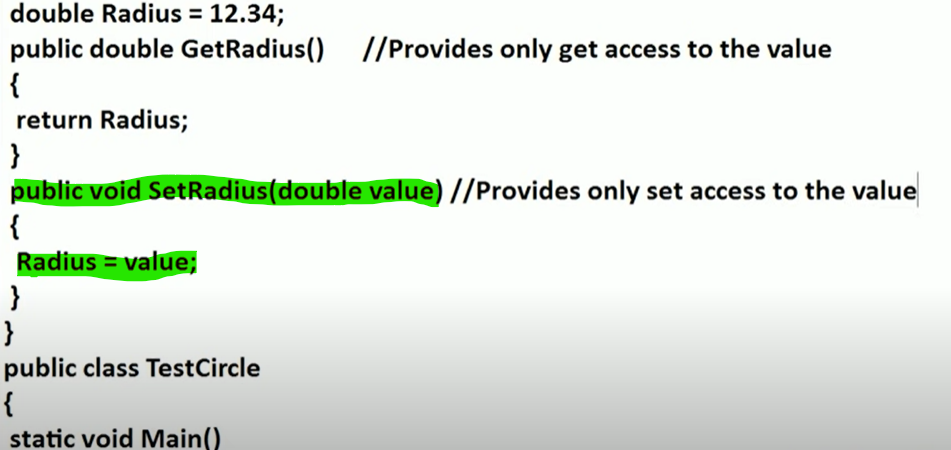 double Radius = 12.34;
public double GetRadius() //Provides only get access to the value
{
return Radius;
}
public void SetRadius(double value) //Provides only set access to the value
{
Radius = value;
}
}
public class TestCircle
{
static void Main()